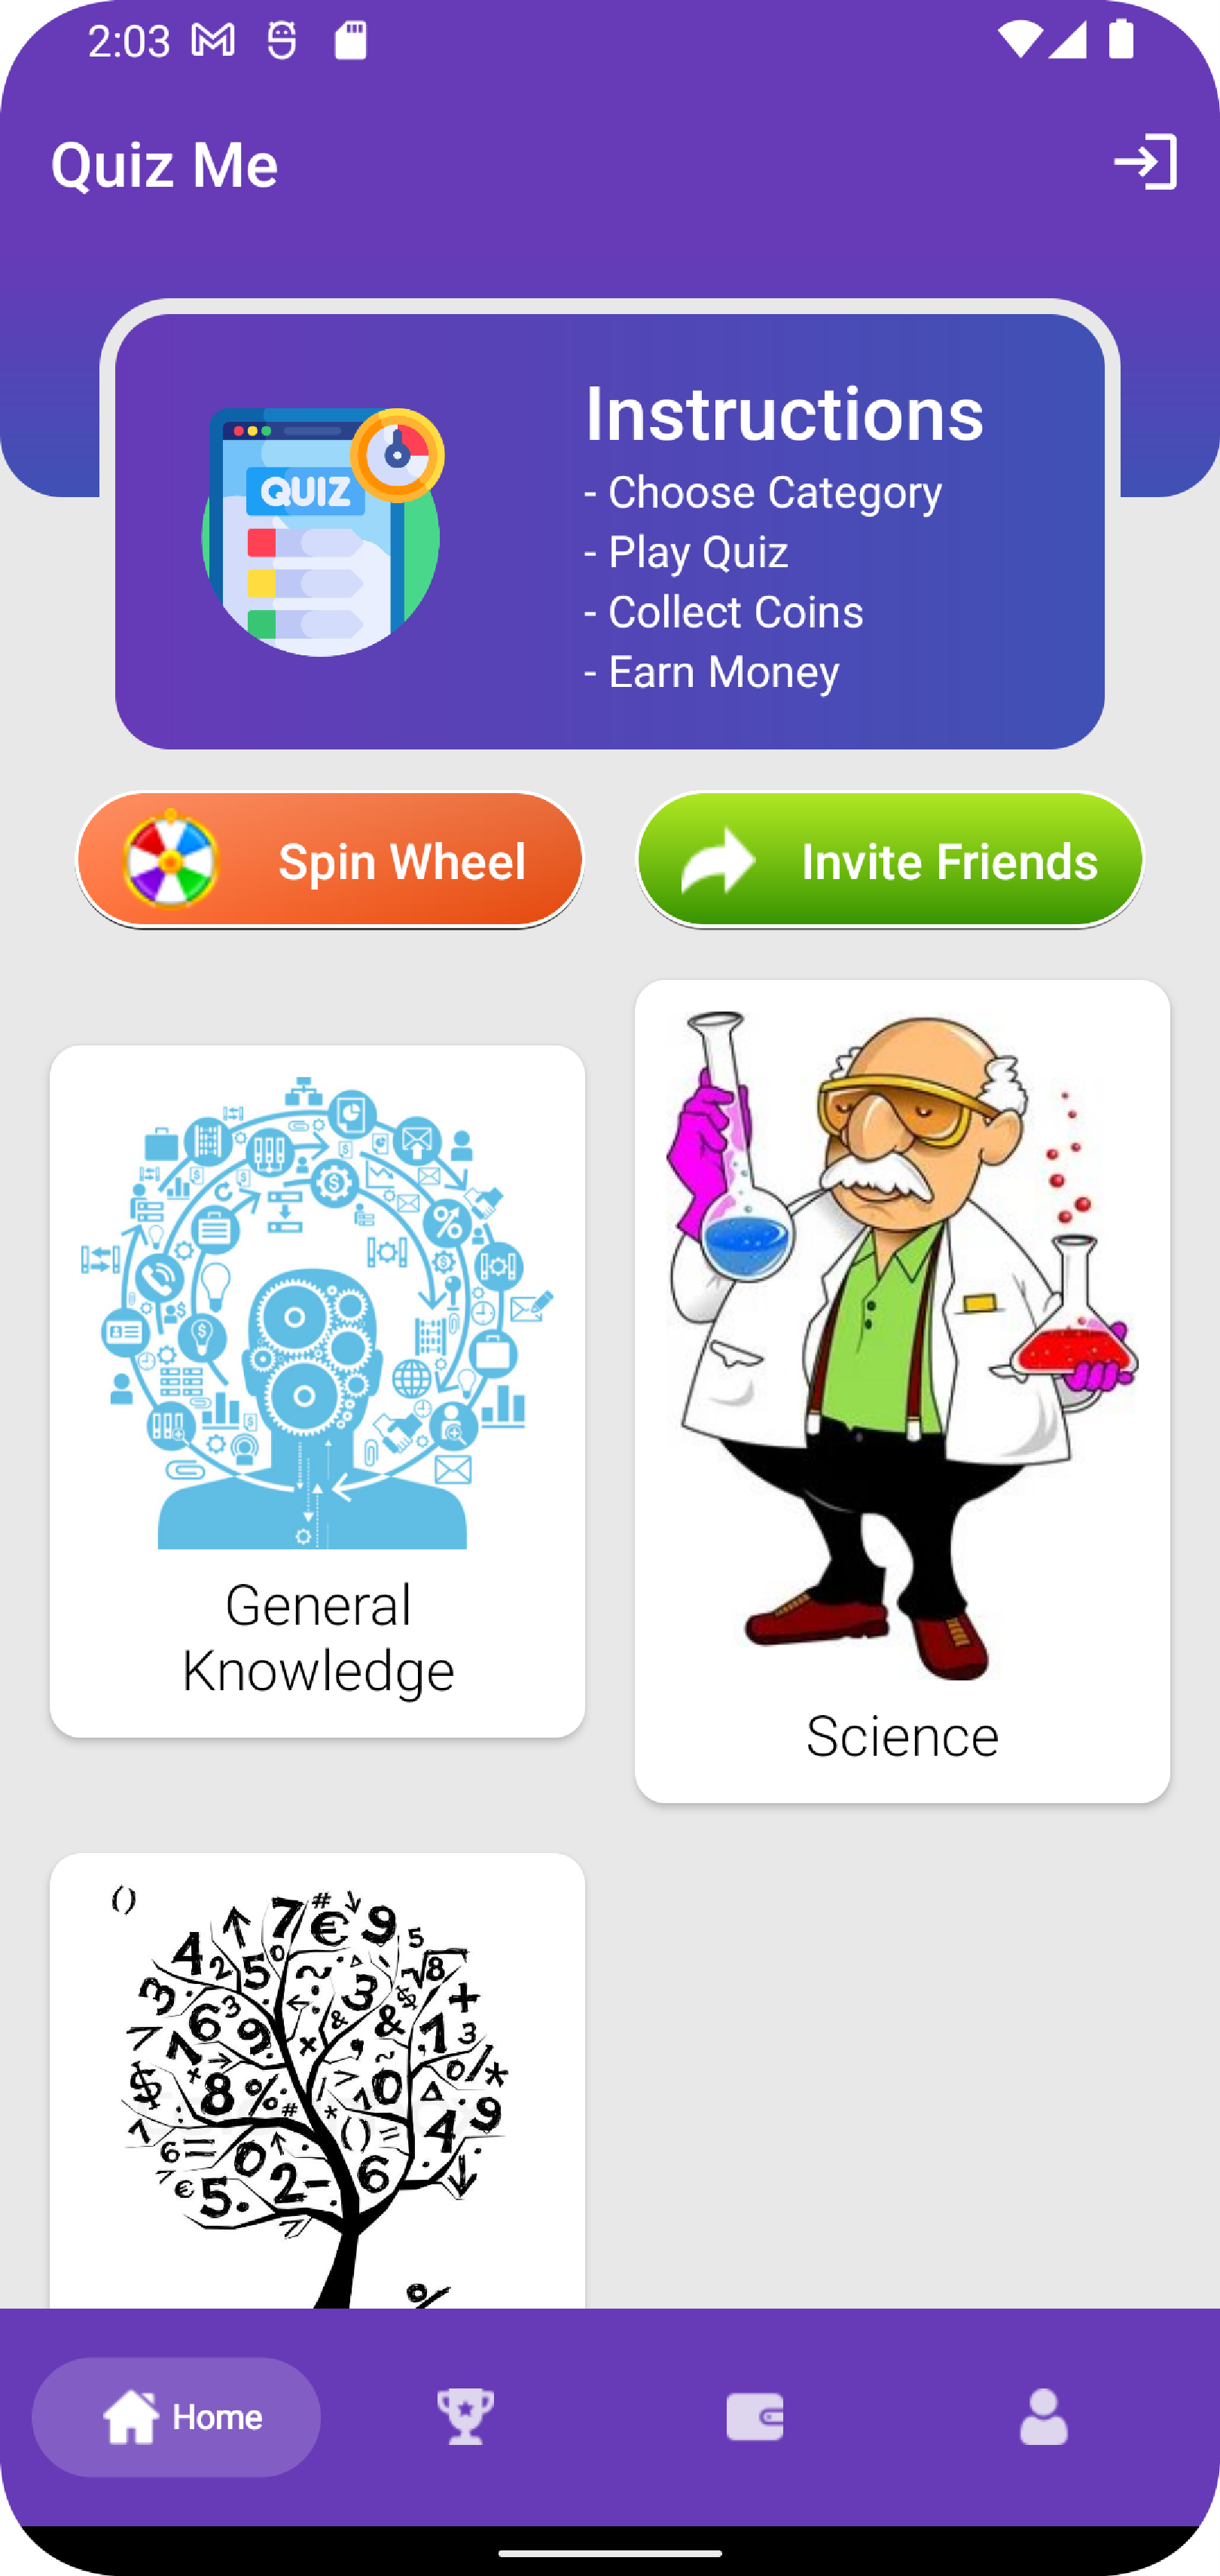 2:03
Quiz Me
Instructions
- Choose Category
- Play Quiz
- Collect Coins
- Earn Money
QUIZ
Spin Wheel
Invite Friends
General
Knowledge
Science
Home